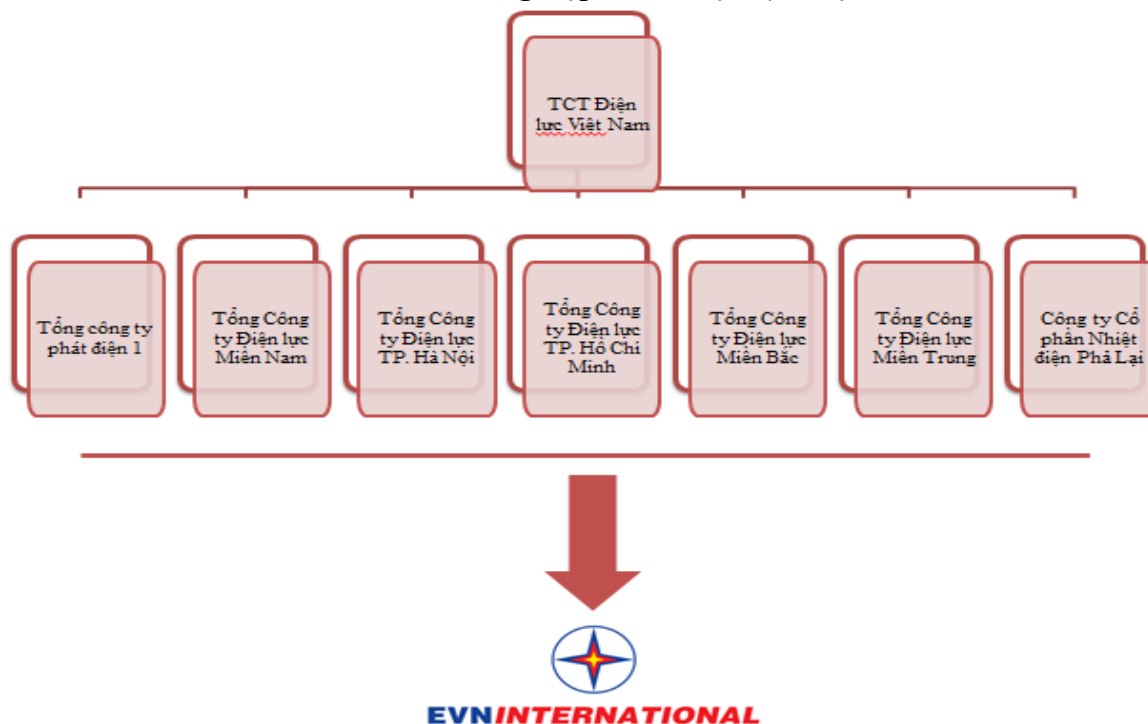 TCT Điện
lực Việt Nam
Tổng công ty
phát điện 1
Tổng Công
ty Điện lực
Miền Nam
Tổng Công
ty Điện lực
TP. Hà Nội
Tổng Công
ty Điện lực
TP. Hồ Chí
Minh
Tổng Công
ty Điện lực
Miền Bắc
Tổng Công
ty Điện lực
Miền Trung
Công ty Cổ
phần Nhiệt
điện Phả Lại
EVNINTERNATIONAL